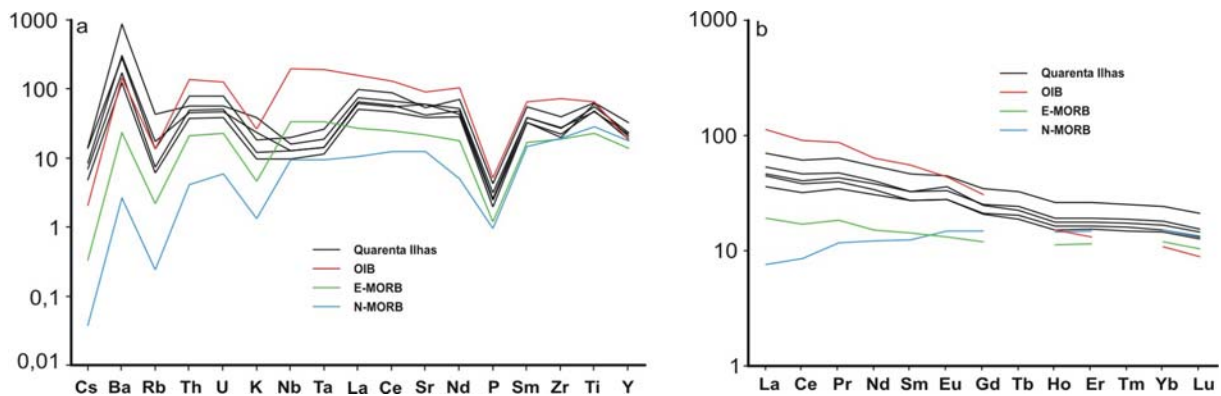 a
1000
100
10
1
0,1
0,01
Quarenta Ilhas
OIB
E-MORB
N-MORB
Cs Ba Rb Th U K Nb Ta La Ce Sr Nd P Sm Zr Ti Y
b
1000
100
10
1
Quarenta Ilhas
OIB
E-MORB
N-MORB
La Ce Pr Nd Sm Eu Gd Tb Ho Er Tm Yb Lu